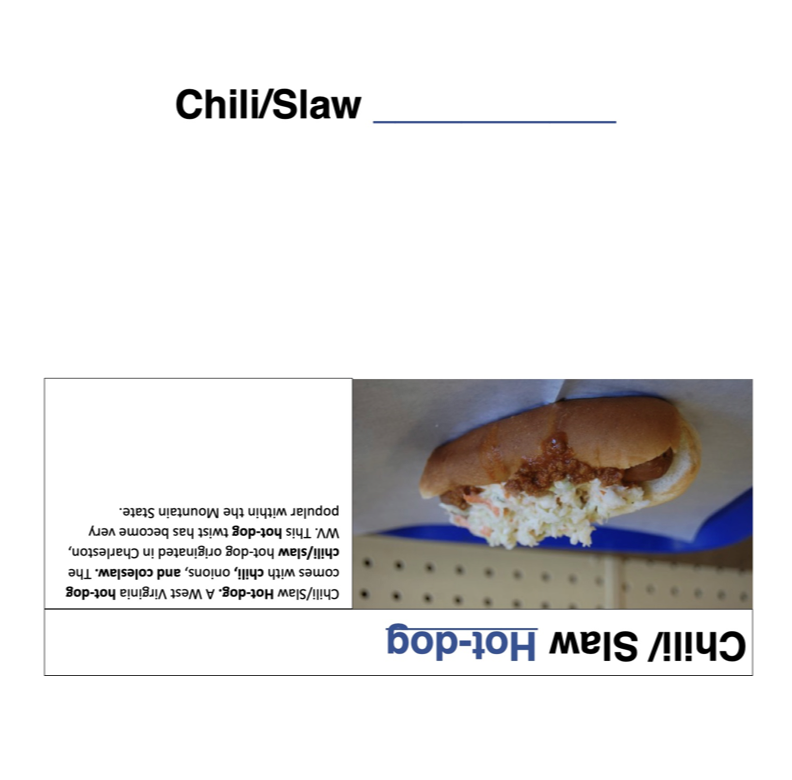 Chili/Slaw ___________
Chili/ Slaw Hot-dog
Chili/Slaw Hot-dog. A West Virginia hot-dog
comes with chili, onions, and coleslaw. The
chili/slaw hot-dog originated in Charleston,
WV. This hot-dog twist has become very
popular within the Mountain State.